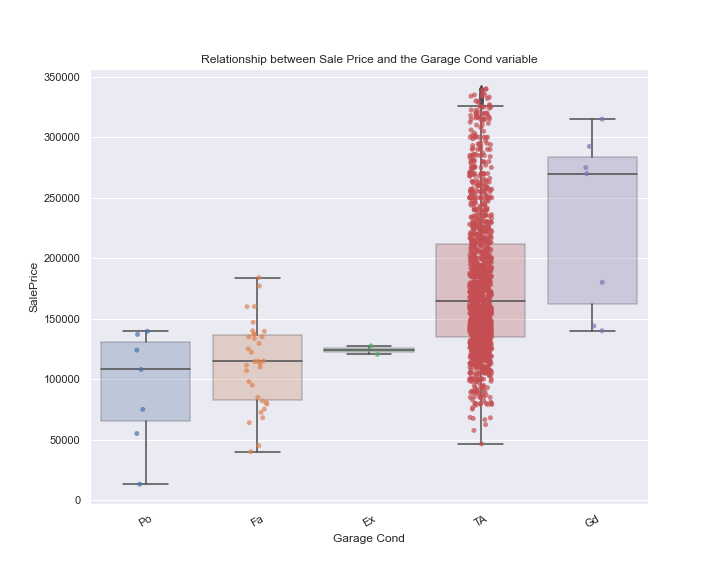 Relationship between Sale Price and the Garage Cond variable
350000
300000
250000
200000
150000
100000
50000
0
SalePrice
Po
Fa
Ex
TA
Gd
Garage Cond